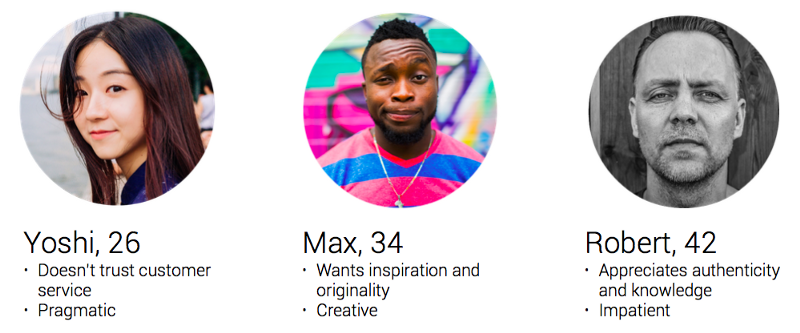 Yoshi, 26
· Doesn't trust customer
service
· Pragmatic
Max, 34
· Wants inspiration and
originality
· Creative
Robert, 42
· Appreciates authenticity
and knowledge
· Impatient